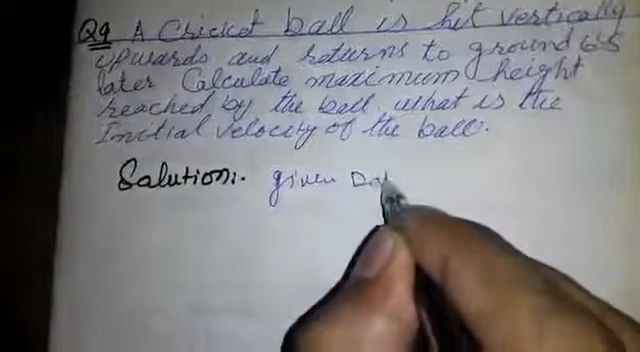 Q9 A Cricket ball is hit vertically
upwards and returns to ground 6s
later Calculate maximum height
reached by the ball. what is the
Initial velocity of the ball.
Solution:. given Da